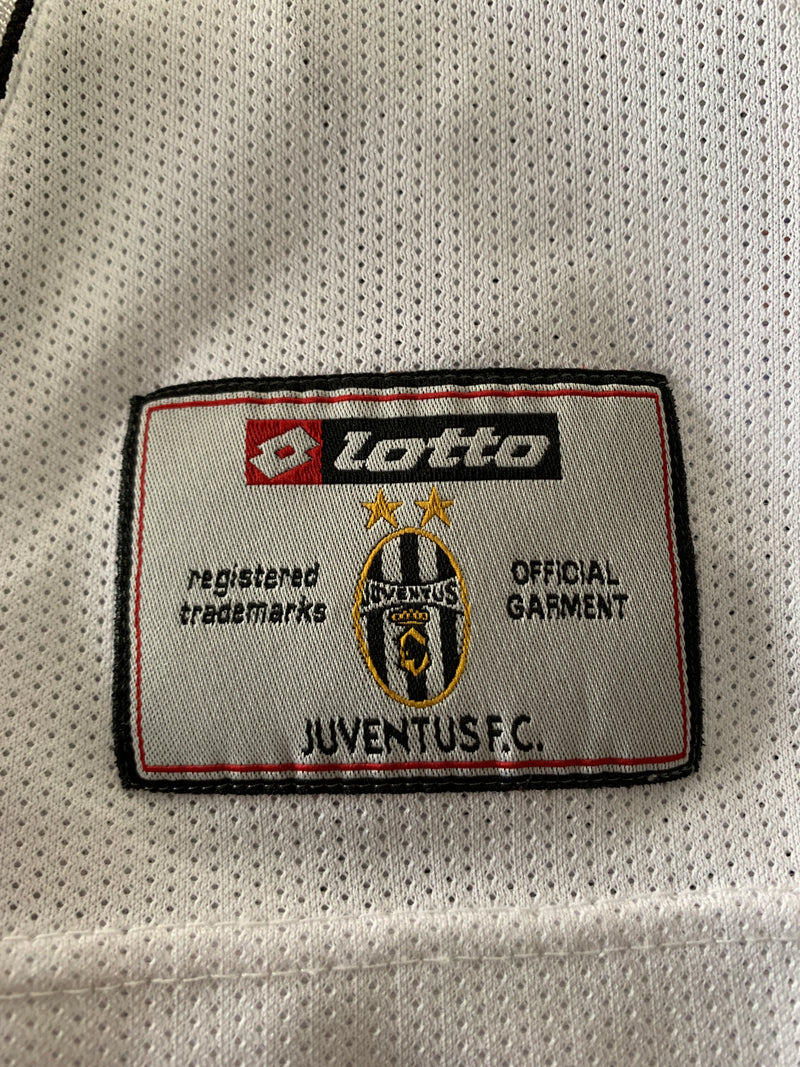 lotto
registered
trademarks
JUVENTUS
OFFICIAL
GARMENT
JUVENTUS F.C.